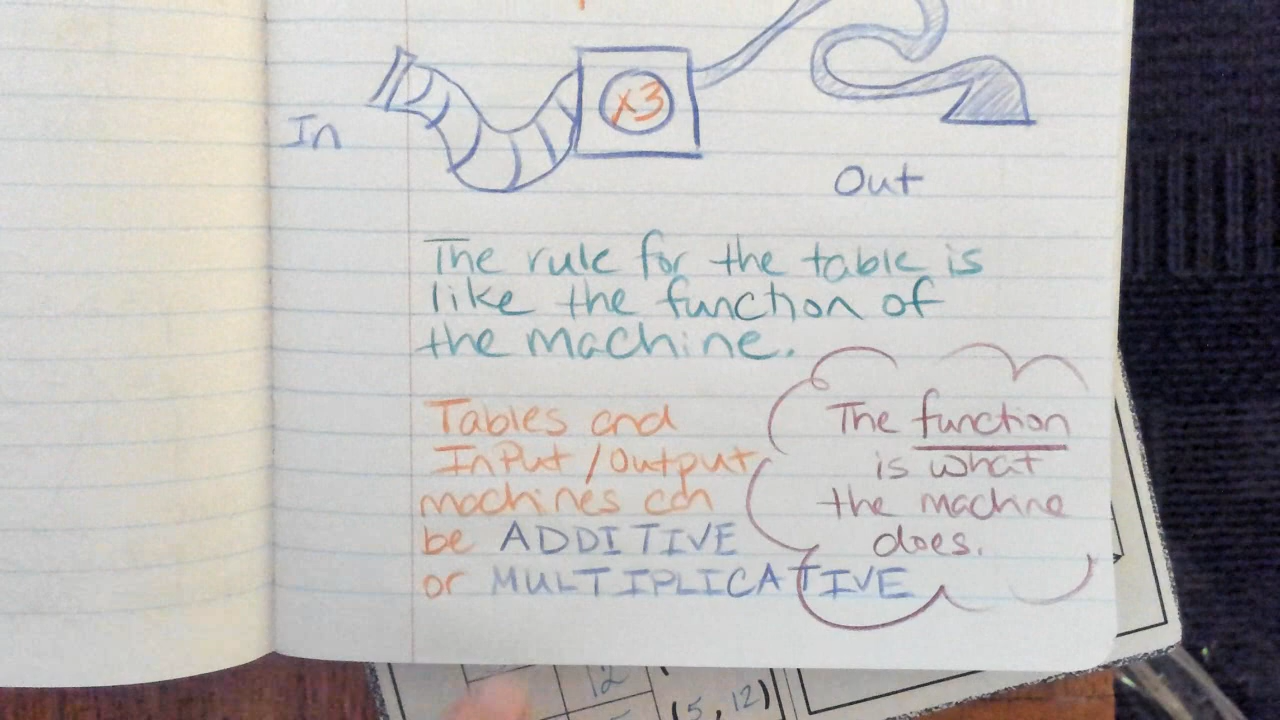 x3
In
Out
The rule for the table is
like the function of
the machine.
Tables and
InPut/Output
machines can
be ADDITIVE
or MULTIPLICATIVE
The function
is what
the machine
does.
12
(5, 12)